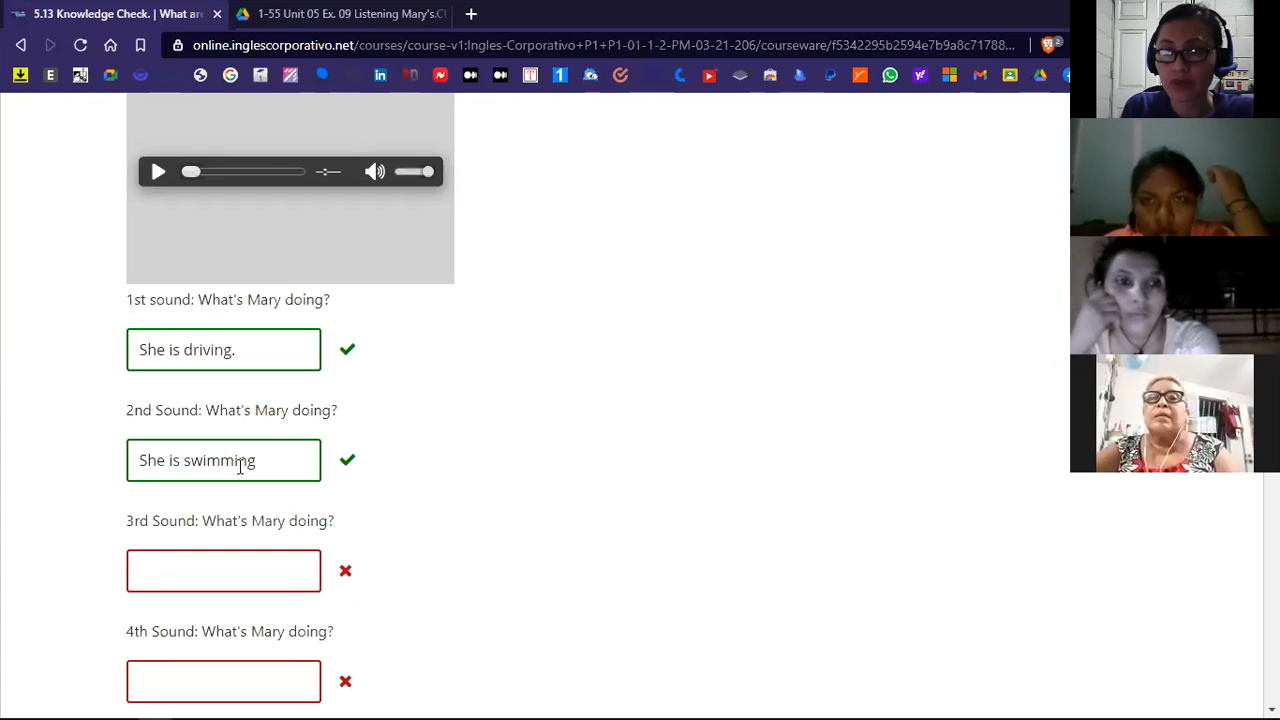 5.13 Knowledge Check. | What are
1-55 Unit 05 Ex. 09 Listening Mary's.C
online.inglescorporativo.net/courses/course-v1:Ingles-Corporativo+P1+P1-01-1-2-PM-03-21-206/courseware/f5342295b2594e7b9a8c71788...
2
1st sound: What's Mary doing?
She is driving.
2nd Sound: What's Mary doing?
She is swimming
3rd Sound: What's Mary doing?
4th Sound: What's Mary doing?